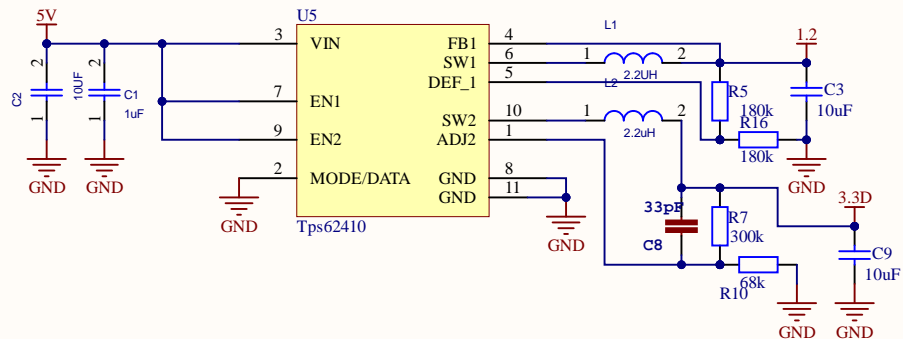 U5
L1
5V
3
VIN
FB1
4
1.2
SW1
6
1
2
2.2UH
DEF_1
5
L2
2
2
C2
10UF
C1
1uF
1
1
7
EN1
R5
180k
C3
10uF
SW2
10
1
2
2.2uH
R16
180k
9
EN2
ADJ2
1
GND
GND
GND
2
MODE/DATA
GND
8
GND
11
GND
GND
Tps62410
33pF
C8
R7
300k
3.3D
C9
10uF
68k
R10
GND
GND